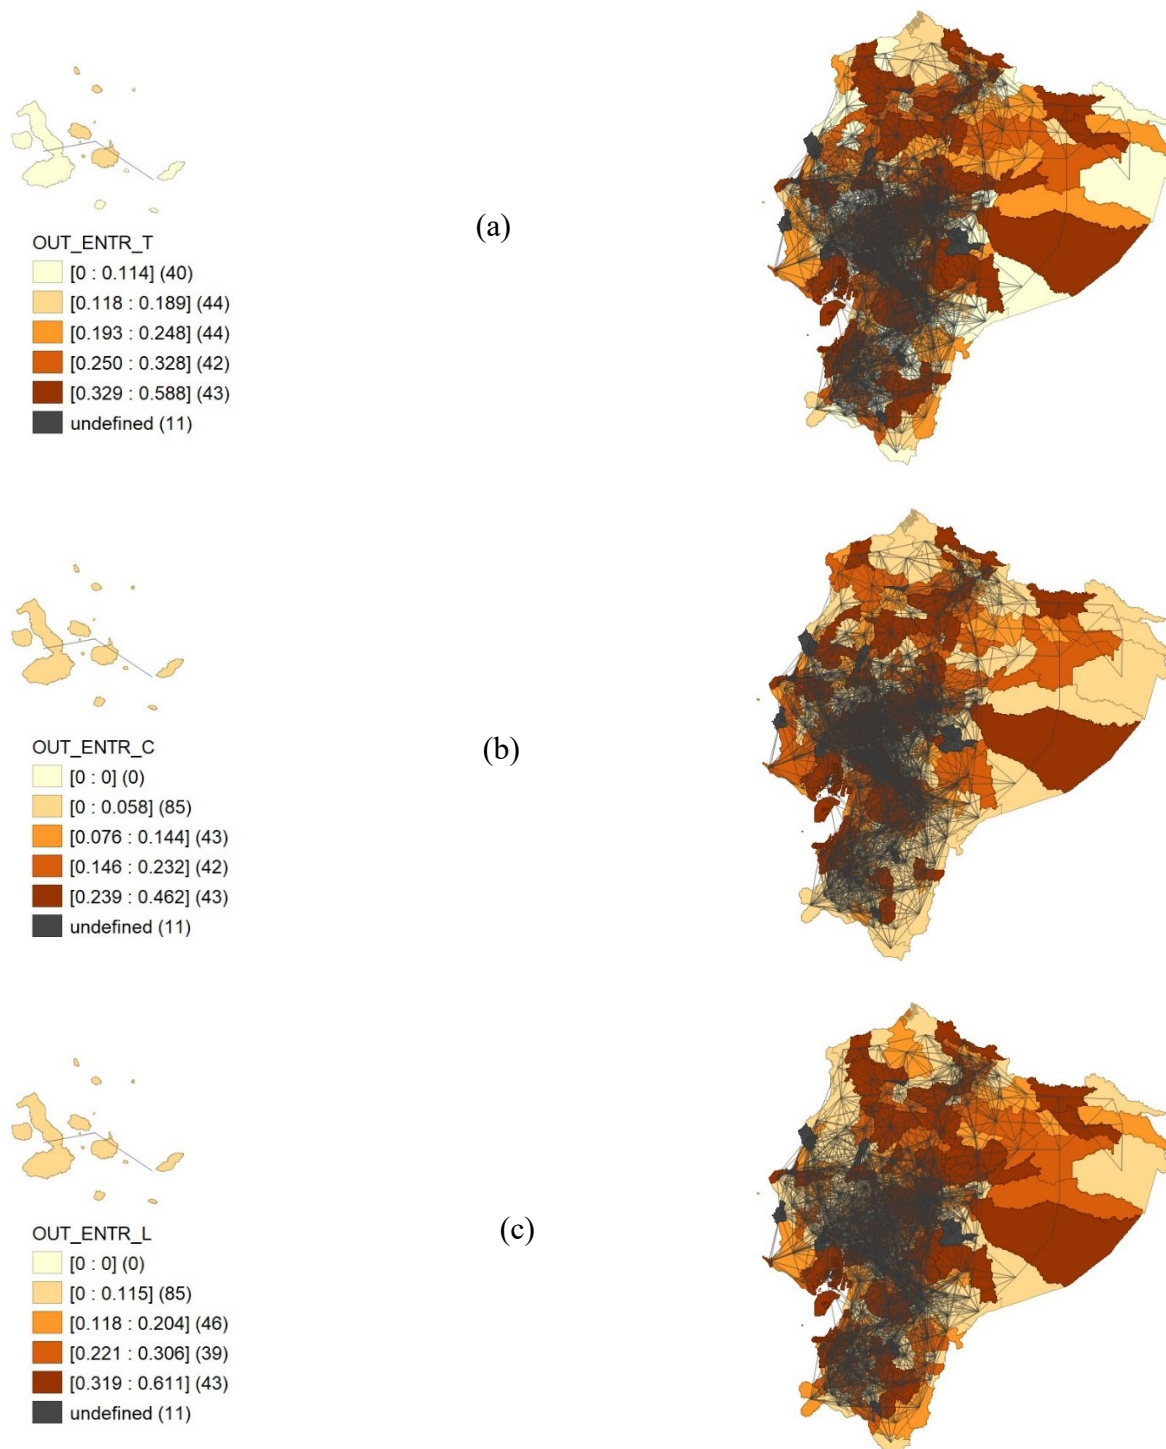 (a)
OUT_ENTR_T
[0 : 0.114] (40)
[0.118 : 0.189] (44)
[0.193 : 0.248] (44)
[0.250 : 0.328] (42)
[0.329 : 0.588] (43)
undefined (11)
(b)
OUT_ENTR_C
[0 : 0] (0)
[0 : 0.058] (85)
[0.076 : 0.144] (43)
[0.146 : 0.232] (42)
[0.239 : 0.462] (43)
undefined (11)
(c)
OUT_ENTR_L
[0 : 0] (0)
[0 : 0.115] (85)
[0.118 : 0.204] (46)
[0.221 : 0.306] (39)
[0.319 : 0.611] (43)
undefined (11)